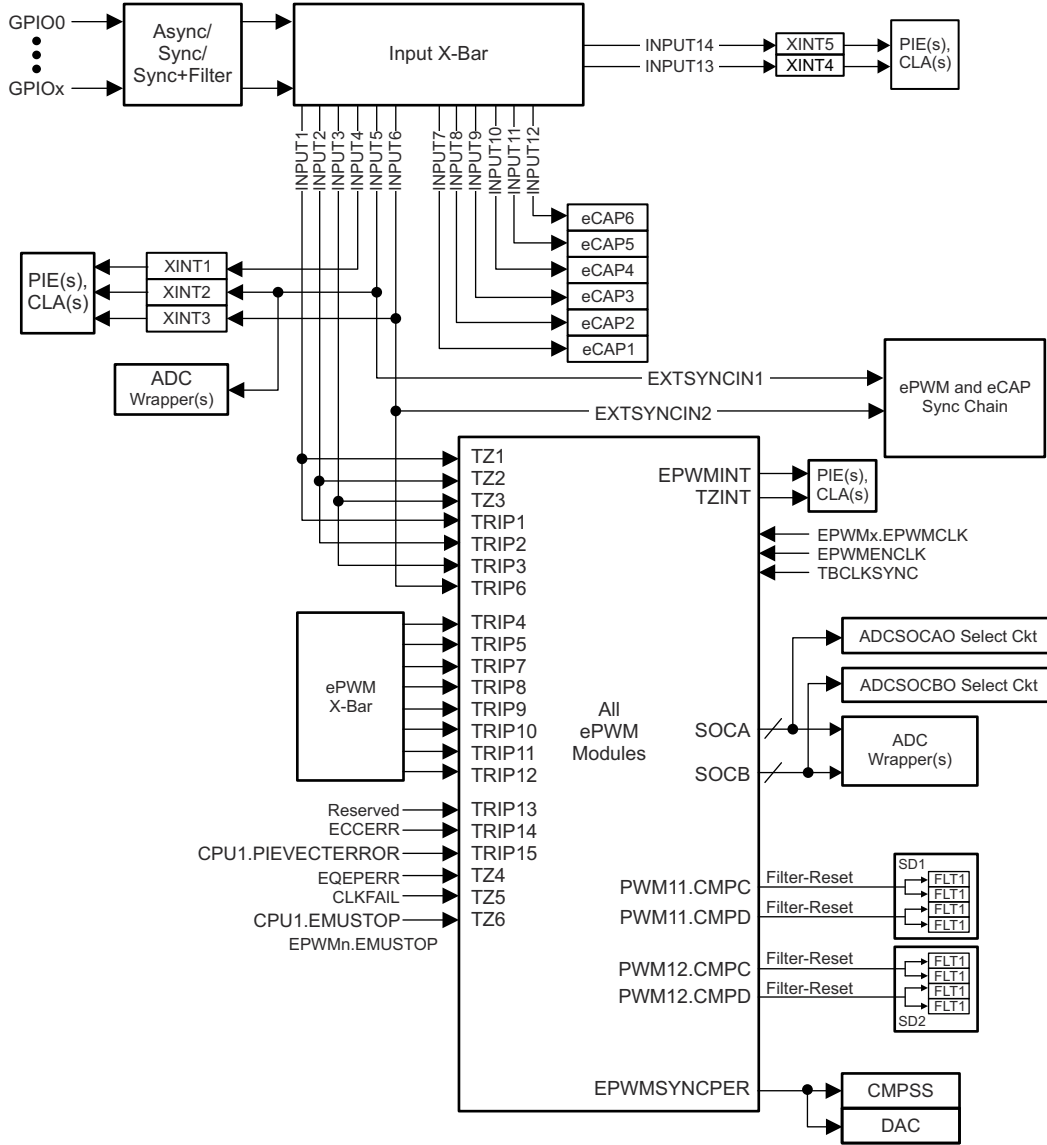 GPIO0
GPIOx
Async/
Sync/
Sync+Filter
Input X-Bar
INPUT14
INPUT13
XINT5
XINT4
PIE(s),
CLA(s)
INPUT1
INPUT2
INPUT3
INPUT4
INPUT5
INPUT6
INPUT7
INPUT8
INPUT9
INPUT10
INPUT11
INPUT12
eCAP6
eCAP5
eCAP4
eCAP3
eCAP2
eCAP1
PIE(s),
CLA(s)
XINT1
XINT2
XINT3
ADC
Wrapper(s)
EXTSYNCIN1
EXTSYNCIN2
ePWM and eCAP
Sync Chain
TZ1
TZ2
TZ3
TRIP1
TRIP2
TRIP3
TRIP6
EPWMINT
TZINT
PIE(s),
CLA(s)
EPWMx.EPWMCLK
EPWMENCLK
TBCLKSYNC
ePWM
X-Bar
TRIP4
TRIP5
TRIP7
TRIP8
TRIP9
TRIP10
TRIP11
TRIP12
All
ePWM
Modules
SOCA
SOCB
ADCSOCAO Select Ckt
ADCSOCBO Select Ckt
ADC
Wrapper(s)
Reserved
ECCERR
CPU1.PIEVECTERROR
EQEPERR
CLKFAIL
CPU1.EMUSTOP
EPWMn.EMUSTOP
TRIP13
TRIP14
TRIP15
TZ4
TZ5
TZ6
PWM11.CMPC
PWM11.CMPD
PWM12.CMPC
PWM12.CMPD
Filter-Reset
Filter-Reset
Filter-Reset
Filter-Reset
SD1
FLT1
FLT1
FLT1
FLT1
FLT1
FLT1
FLT1
FLT1
SD2
EPWMSYNCPER
CMPSS
DAC